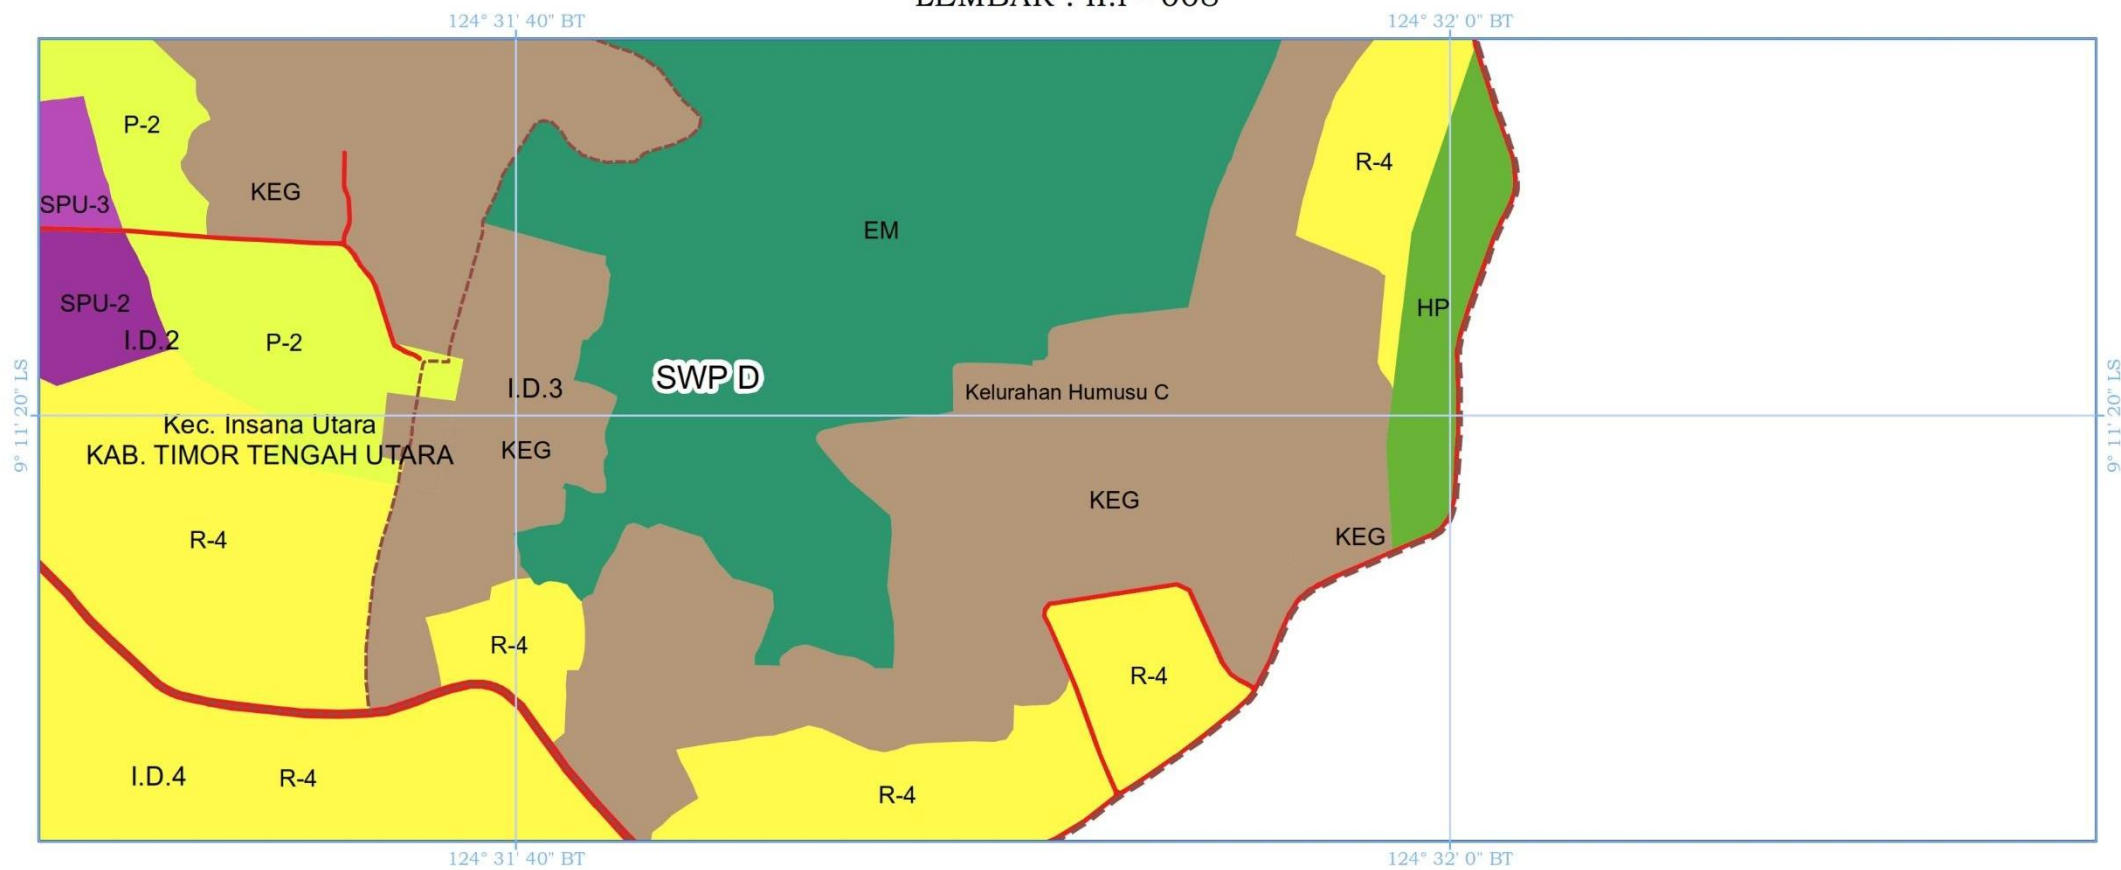 124° 31' 40" BT
124° 32' 0" BT
P-2
R-4
KEG
SPU-3
EM
SPU-2
HP
I.D.2
P-2
SWP D
I.D.3
Kelurahan Humusu C
9° 11' 20" LS
9° 11' 20" LS
Kec. Insana Utara
KAB. TIMOR TENGAH UTARA
KEG
KEG
KEG
R-4
R-4
R-4
I.D.4
R-4
R-4
124° 31' 40" BT
124° 32' 0" BT